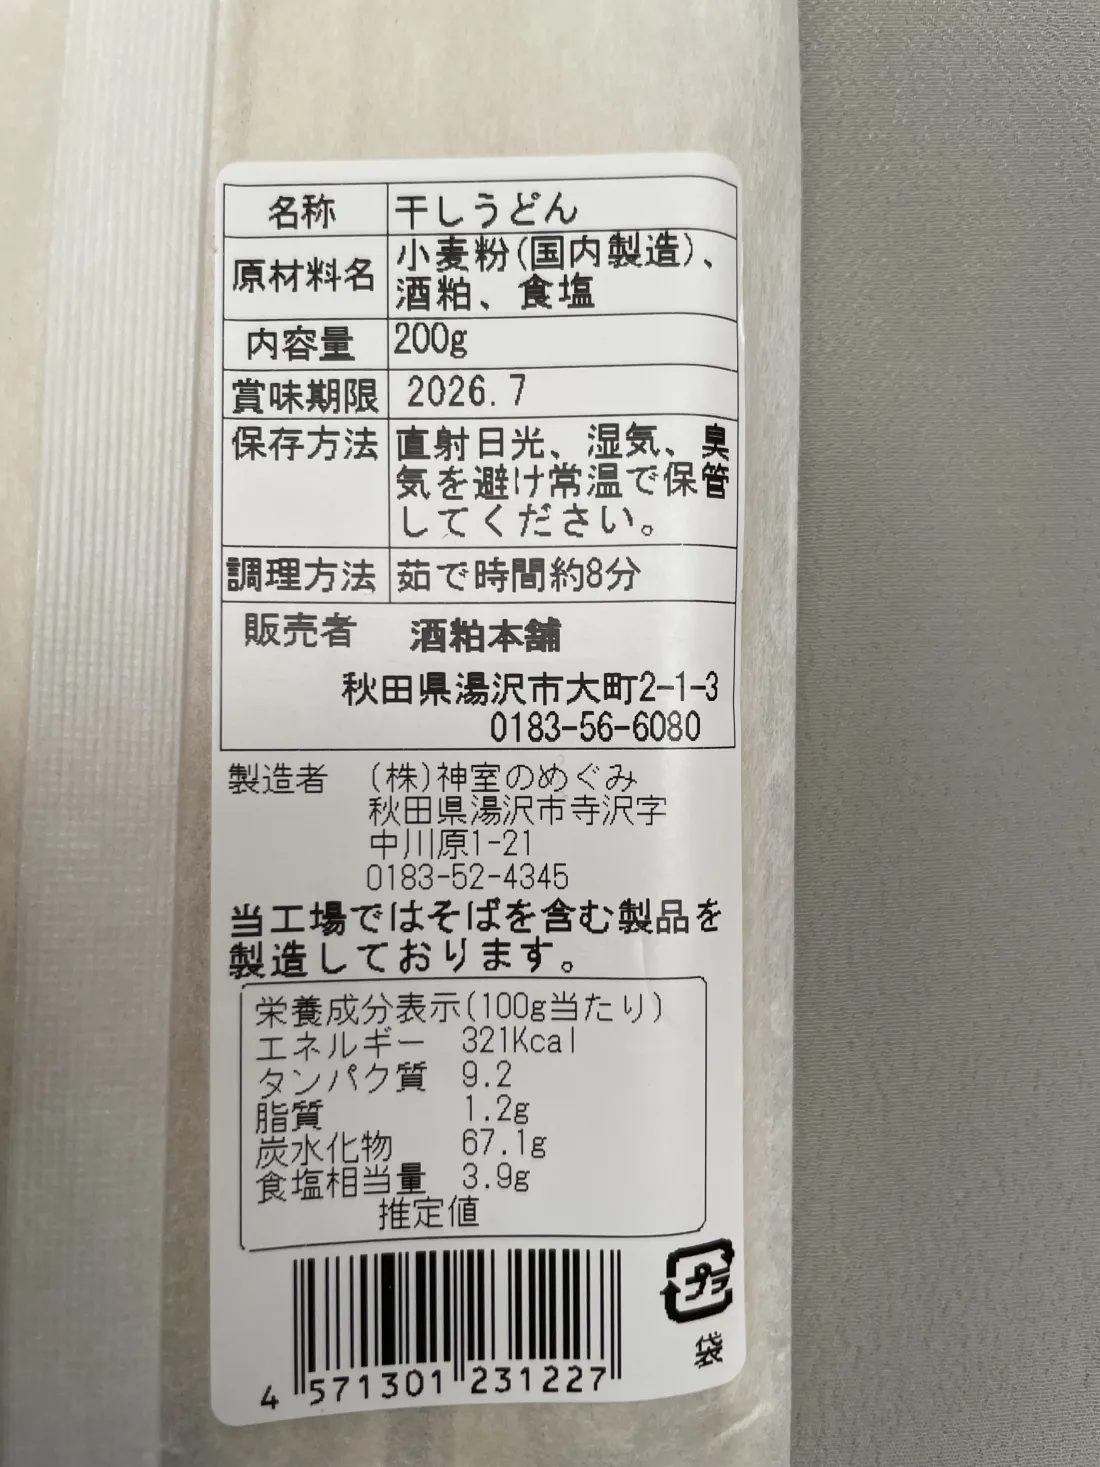 名称 干しうどん
原材料名 小麦粉(国内製造)、
酒粕、食塩
内容量 200g
賞味期限 2026.7
保存方法 直射日光、湿気、臭
気を避け常温で保管
してください。
調理方法 茹で時間約8分
販売者 酒粕本舗
秋田県湯沢市大町2-1-3
0183-56-6080
製造者 (株)神室のめぐみ
秋田県湯沢市寺沢字
中川原1-21
0183-52-4345
当工場ではそばを含む製品を
製造しております。
栄養成分表示(100g当たり)
エネルギー 321Kcal
タンパク質 9.2
脂質 1.2g
炭水化物 67.1g
食塩相当量 3.9g
推定値
プラ
袋
4 571301 231227